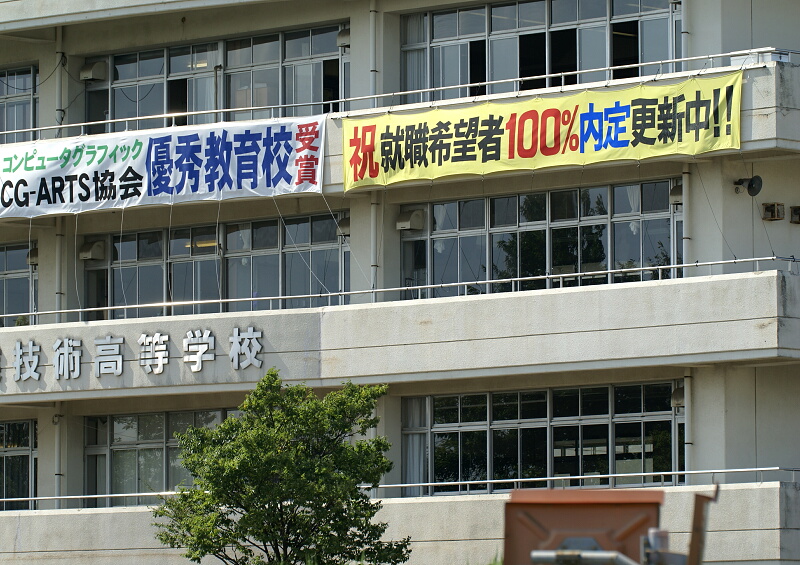 コンピュータグラフィック
CG-ARTS協会
優秀教育校
受賞
祝就職希望者100%内定更新中!!
技術高等学校